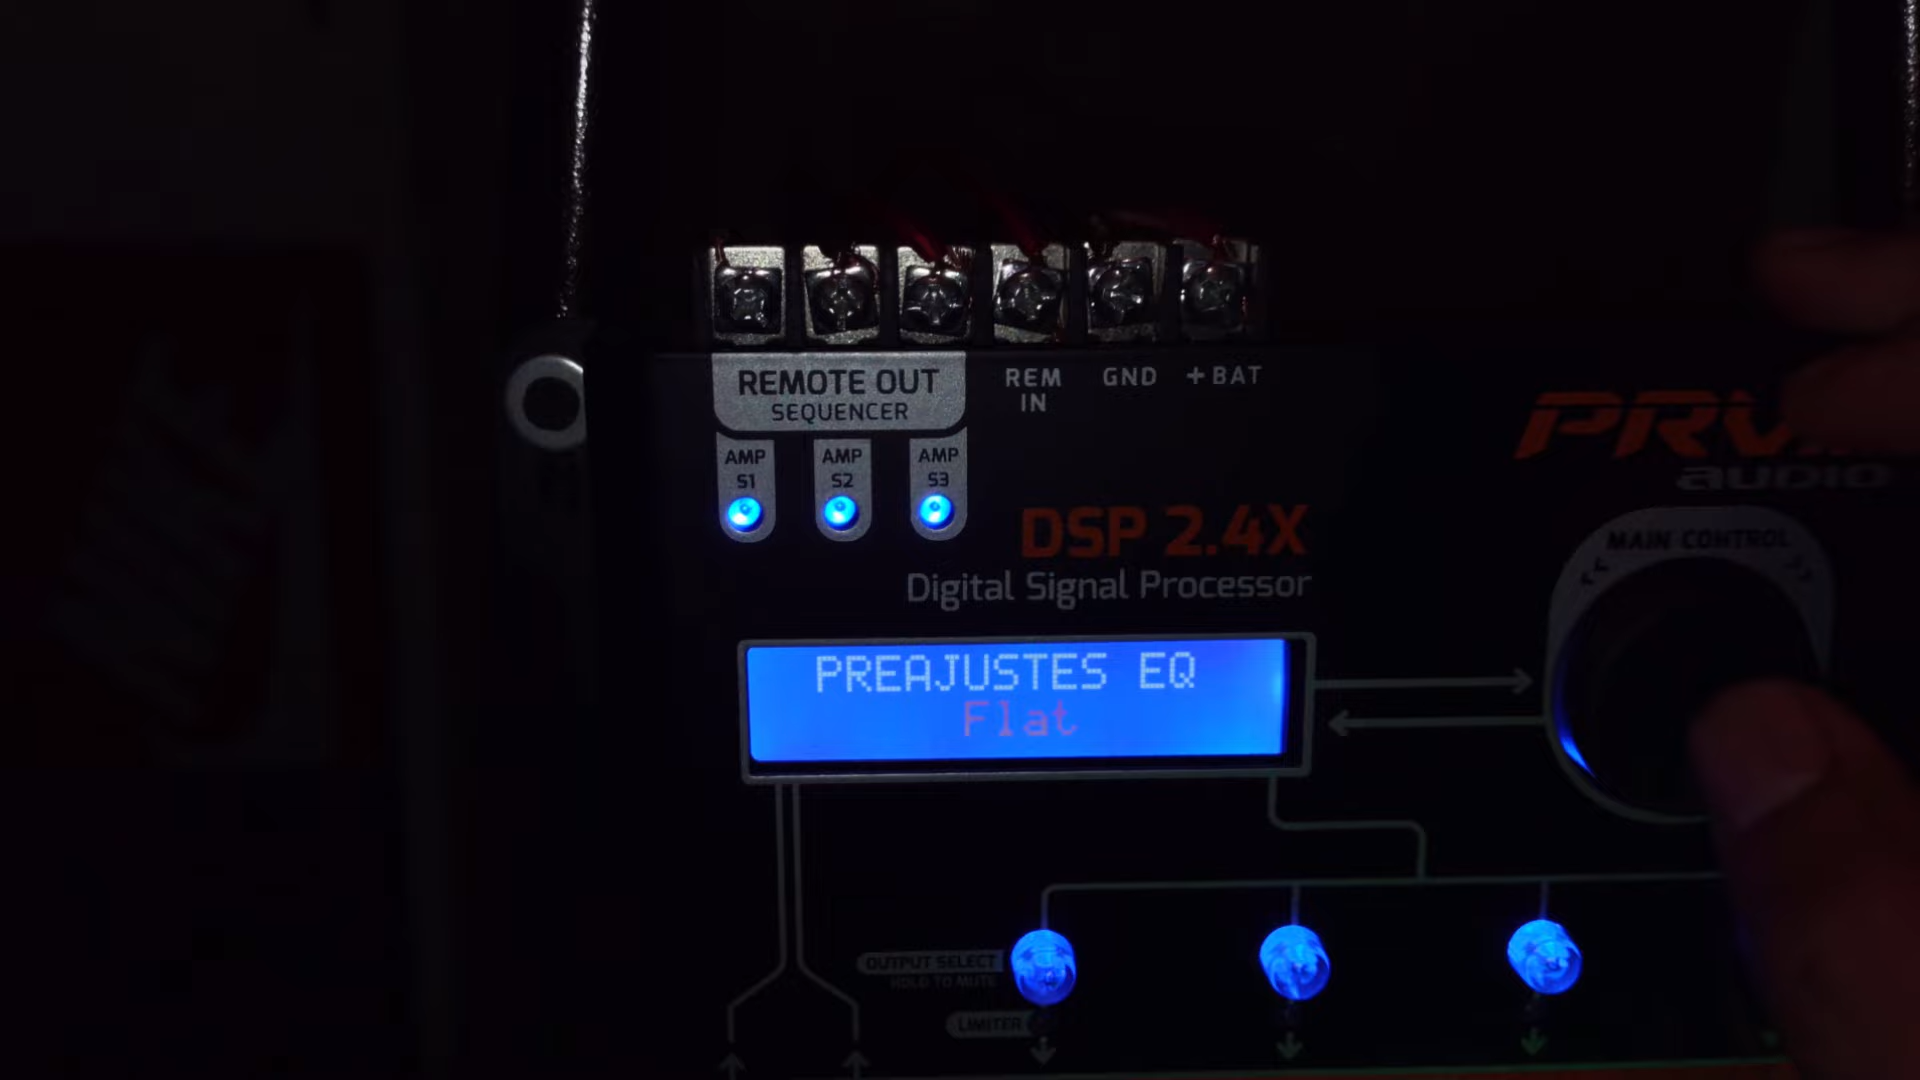 REMOTE OUT
SEQUENCER
REM
IN
GND
+BAT
AMP
S1
AMP
S2
AMP
S3
audio
DSP 2.4X
Digital Signal Processor
MAIN CONTROL
PREAJUSTES EQ
Flat
OUTPUT SELECT
HOLD TO MUTE
LIMITER